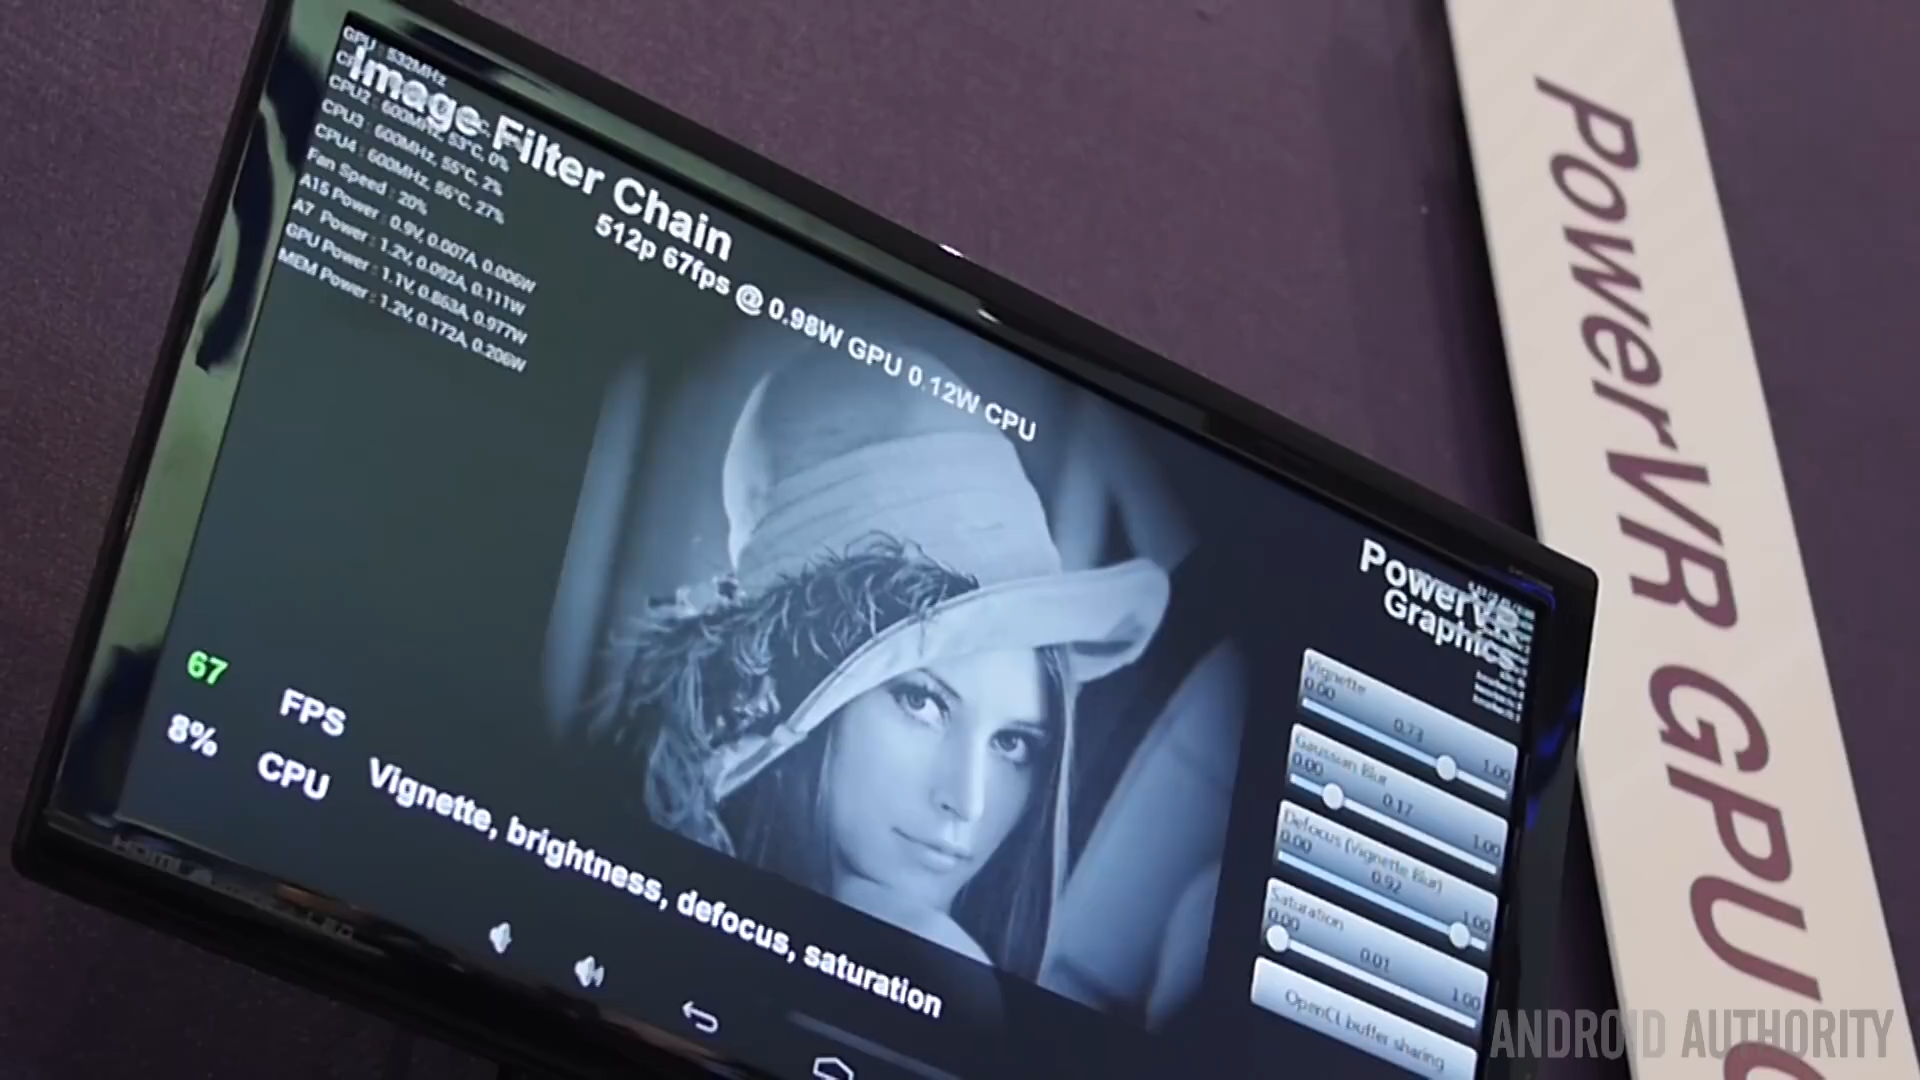 GPU : 532MHz
Image Filter Chain
CPU2 : 600MHz, 53°C, 0%
CPU3 : 600MHz, 55°C, 2%
CPU4 : 600MHz, 56°C, 27%
Fan Speed : 20%
A15 Power : 0.9V, 0.007A, 0.006W
A7 Power : 1.2V, 0.092A, 0.111W
GPU Power : 1.1V, 0.863A, 0.977W
MEM Power : 1.2V, 0.172A, 0.206W
512p 67fps @ 0.98W GPU 0.12W CPU
PowerVR
Graphics
Vignette
0.00 0.73 1.00
Gaussian Blur
0.00 0.17 1.00
Defocus (Vignette Blur)
0.00 0.92 1.00
Saturation
0.00 0.01 1.00
OpenCL buffer sharing
67 FPS
8% CPU
Vignette, brightness, defocus, saturation
PowerVR GPU
ANDROID AUTHORITY